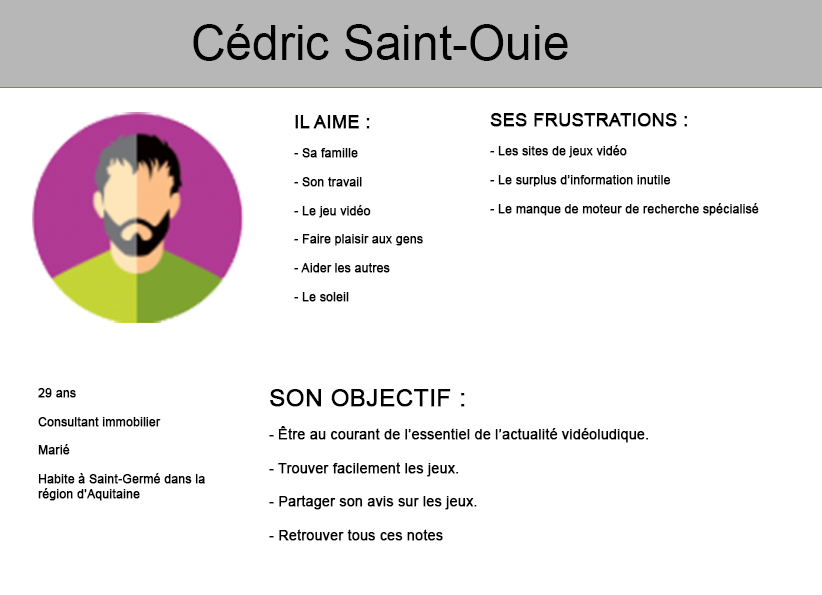 Cédric Saint-Ouie
IL AIME :
- Sa famille
- Son travail
- Le jeu vidéo
- Faire plaisir aux gens
- Aider les autres
- Le soleil
SES FRUSTRATIONS :
- Les sites de jeux vidéo
- Le surplus d'information inutile
- Le manque de moteur de recherche spécialisé
29 ans
Consultant immobilier
Marié
Habite à Saint-Germé dans la
région d'Aquitaine
SON OBJECTIF :
- Être au courant de l'essentiel de l'actualité vidéoludique.
- Trouver facilement les jeux.
- Partager son avis sur les jeux.
- Retrouver tous ces notes